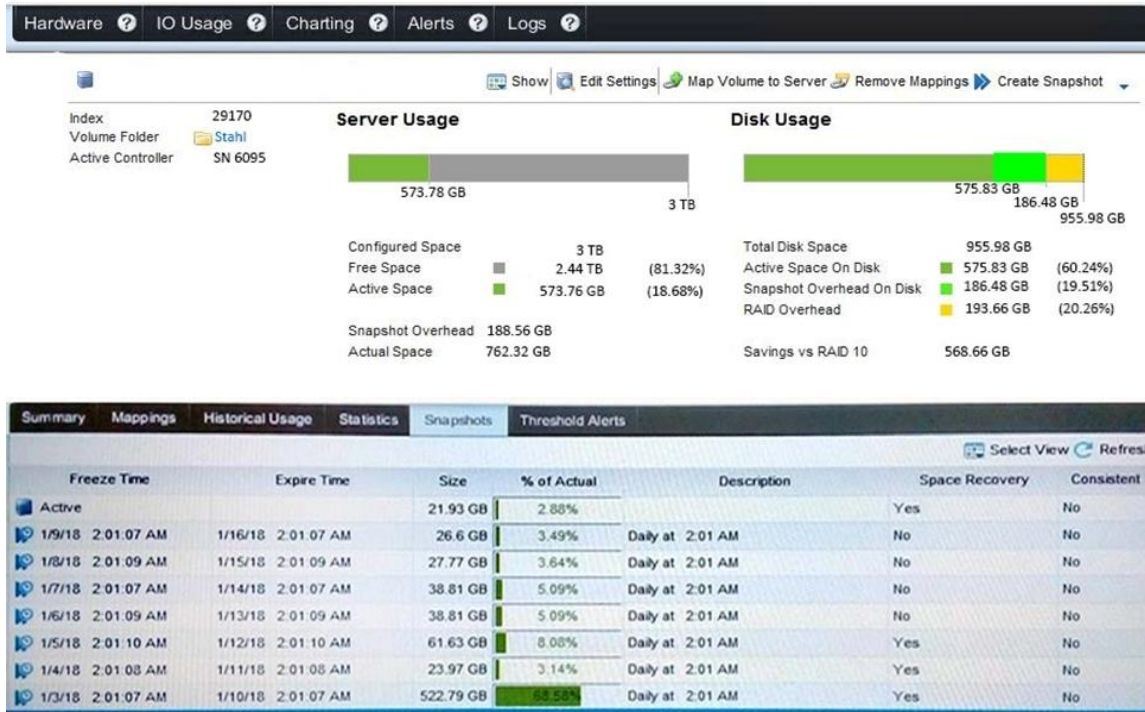 Hardware ? IO Usage ? Charting ? Alerts ? Logs ?
Show Edit Settings Map Volume to Server Remove Mappings Create Snapshot
Index 29170
Volume Folder Stahl
Active Controller SN 6095
Server Usage
573.78 GB
3 TB
Configured Space 3 TB
Free Space 2.44 TB (81.32%)
Active Space 573.76 GB (18.68%)
Snapshot Overhead 188.56 GB
Actual Space 762.32 GB
Disk Usage
575.83 GB
186.48 GB
955.98 GB
Total Disk Space 955.98 GB
Active Space On Disk 575.83 GB (60.24%)
Snapshot Overhead On Disk 186.48 GB (19.51%)
RAID Overhead 193.66 GB (20.26%)
Savings vs RAID 10 568.66 GB
Summary Mappings Historical Usage Statistics Snapshots Threshold Alerts
Select View Refres
Freeze Time Expire Time Size % of Actual Description Space Recovery Consistent
Active 21.93 GB 2.88% Yes No
1/9/18 2:01:07 AM 1/16/18 2:01:07 AM 26.6 GB 3.49% Daily at 2:01 AM No No
1/8/18 2:01:09 AM 1/15/18 2:01:09 AM 27.77 GB 3.64% Daily at 2:01 AM No No
1/7/18 2:01:07 AM 1/14/18 2:01:07 AM 38.81 GB 5.09% Daily at 2:01 AM No No
1/6/18 2:01:09 AM 1/13/18 2:01:09 AM 38.81 GB 5.09% Daily at 2:01 AM No No
1/5/18 2:01:10 AM 1/12/18 2:01:10 AM 61.63 GB 8.08% Daily at 2:01 AM Yes No
1/4/18 2:01:08 AM 1/11/18 2:01:08 AM 23.97 GB 3.14% Daily at 2:01 AM Yes No
1/3/18 2:01:07 AM 1/10/18 2:01:07 AM 522.79 GB 68.58% Daily at 2:01 AM Yes No